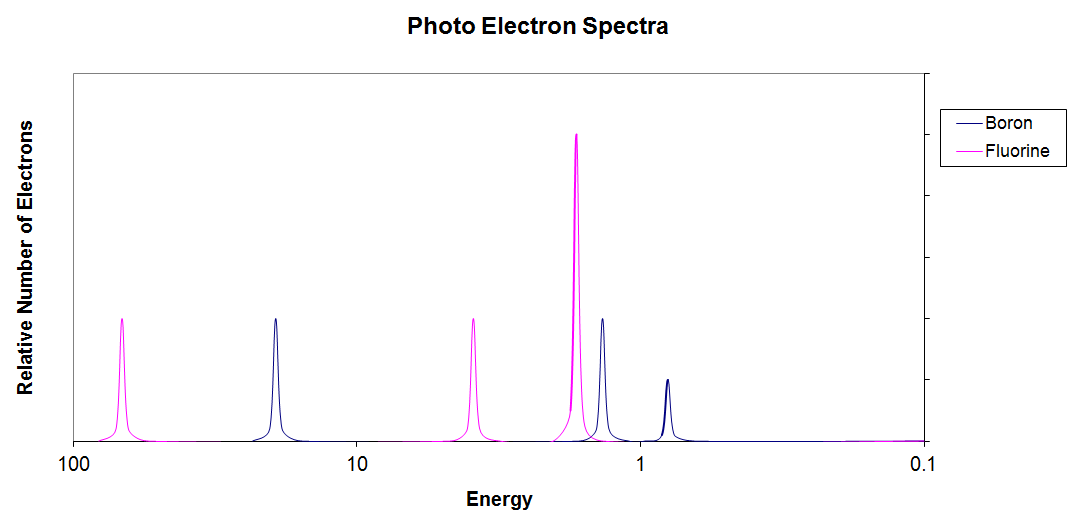 Photo Electron Spectra
Relative Number of Electrons
Boron
Fluorine
100
10
1
0.1
Energy